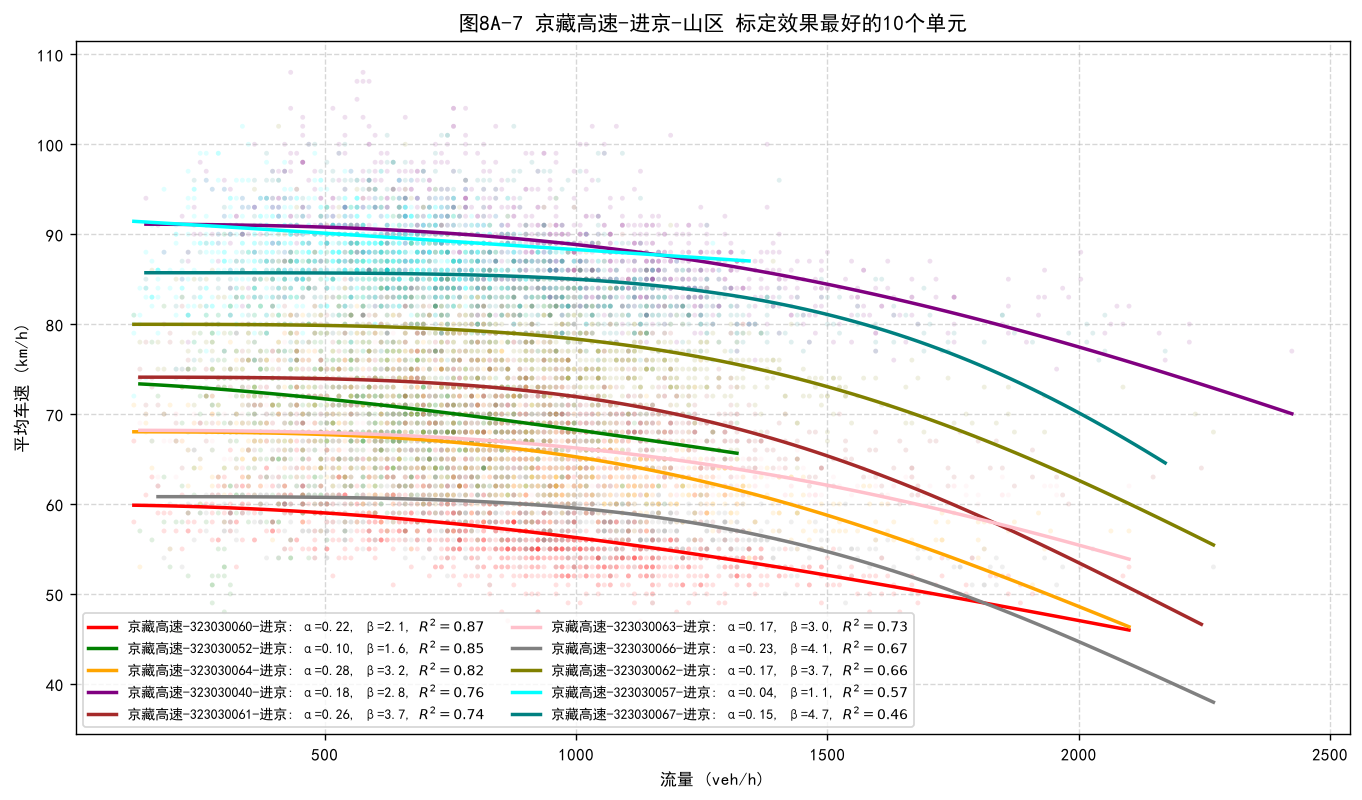 图8A-7 京藏高速-进京-山区 标定效果最好的10个单元
平均车速 (km/h)
110
100
90
80
70
60
50
40
京藏高速-323030060-进京: α=0.22, β=2.1, R²=0.87
京藏高速-323030052-进京: α=0.10, β=1.6, R²=0.85
京藏高速-323030064-进京: α=0.28, β=3.2, R²=0.82
京藏高速-323030040-进京: α=0.18, β=2.8, R²=0.76
京藏高速-323030061-进京: α=0.26, β=3.7, R²=0.74
京藏高速-323030063-进京: α=0.17, β=3.0, R²=0.73
京藏高速-323030066-进京: α=0.23, β=4.1, R²=0.67
京藏高速-323030062-进京: α=0.17, β=3.7, R²=0.66
京藏高速-323030057-进京: α=0.04, β=1.1, R²=0.57
京藏高速-323030067-进京: α=0.15, β=4.7, R²=0.46
500 1000 1500 2000 2500
流量 (veh/h)